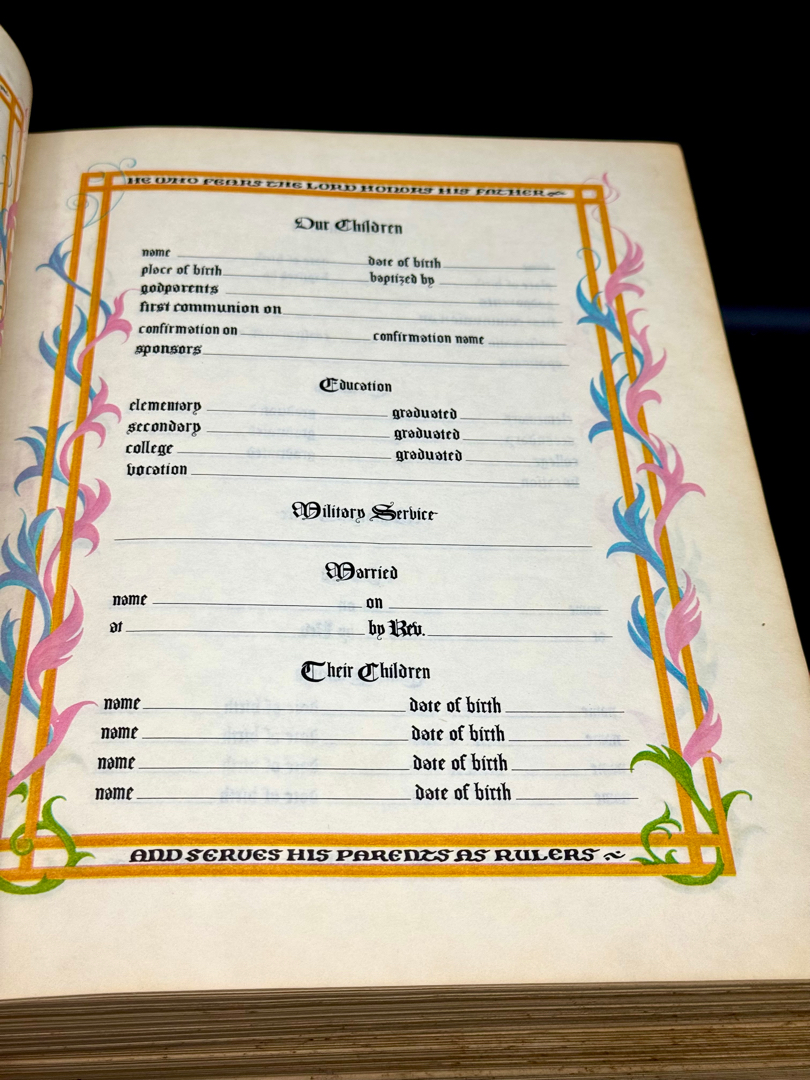 HE WHO FEARS THE LORD HONORS HIS FATHER
Our Children
name date of birth
place of birth baptized by
godparents
first communion on
confirmation on confirmation name
sponsors
Education
elementary graduated
secondary graduated
college graduated
vocation
Military Service
Married
name on
at by Rev.
Their Children
name date of birth
name date of birth
name date of birth
name date of birth
AND SERVES HIS PARENTS AS RULERS